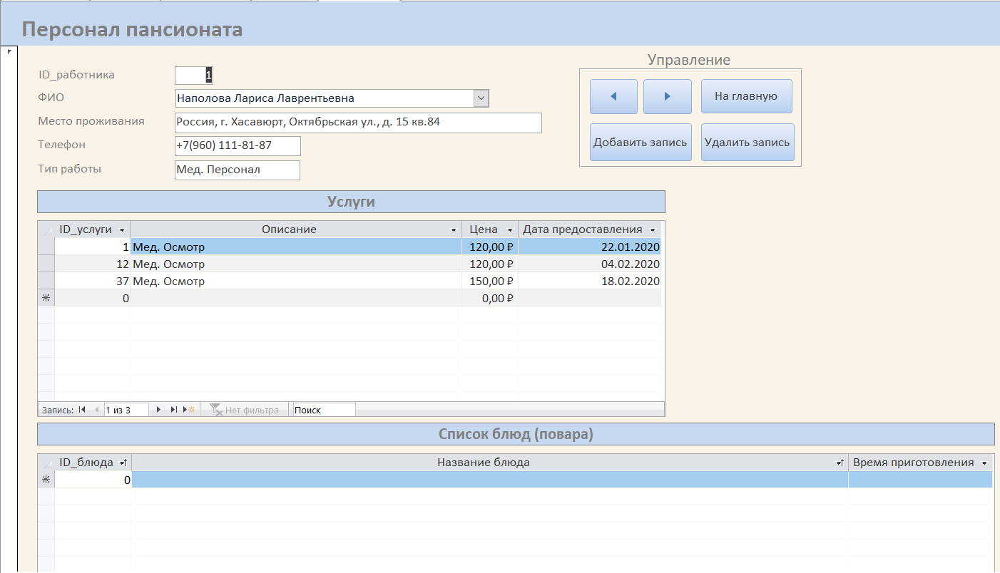 Персонал пансионата
Управление
ID_работника 1
ФИО Наполова Лариса Лаврентьевна
На главную
Место проживания Россия, г. Хасавюрт, Октябрьская ул., д. 15 кв.84
Телефон +7(960) 111-81-87
Добавить запись Удалить запись
Тип работы Мед. Персонал
Услуги
ID_услуги Описание Цена Дата предоставления
1 Мед. Осмотр 120,00 ₽ 22.01.2020
12 Мед. Осмотр 120,00 ₽ 04.02.2020
37 Мед. Осмотр 150,00 ₽ 18.02.2020
0 0,00 ₽
Запись: 1 из 3 Нет фильтра Поиск
Список блюд (повара)
ID_блюда Название блюда Время приготовления
0